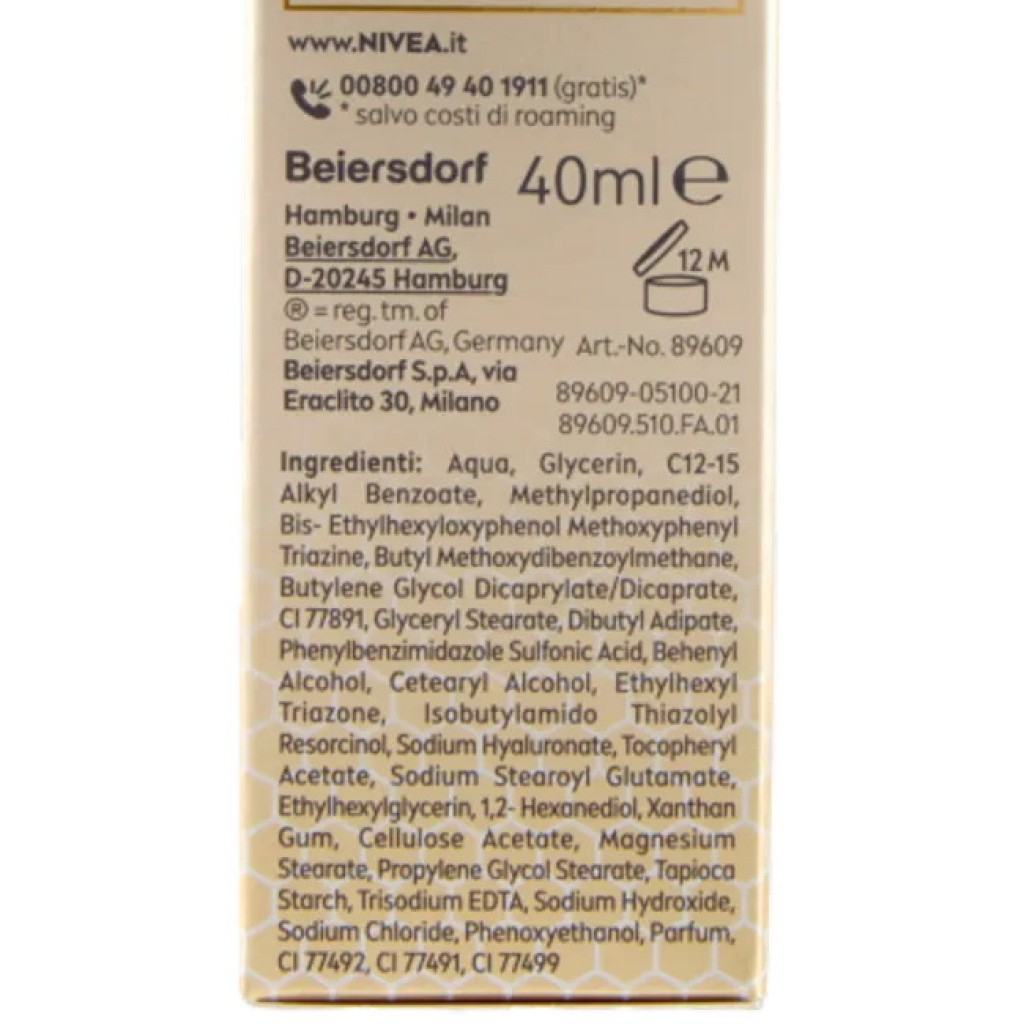 www.NIVEA.it
00800 49 40 1911 (gratis)*
* salvo costi di roaming
Beiersdorf
40ml ℮
Hamburg • Milan
Beiersdorf AG,
D-20245 Hamburg
12 M
® = reg. tm. of
Beiersdorf AG, Germany
Art.-No. 89609
Beiersdorf S.p.A, via
Eraclito 30, Milano
89609-05100-21
89609.510.FA.01
Ingredienti: Aqua, Glycerin, C12-15
Alkyl Benzoate, Methylpropanediol,
Bis- Ethylhexyloxyphenol Methoxyphenyl
Triazine, Butyl Methoxydibenzoylmethane,
Butylene Glycol Dicaprylate/Dicaprate,
CI 77891, Glyceryl Stearate, Dibutyl Adipate,
Phenylbenzimidazole Sulfonic Acid, Behenyl
Alcohol, Cetearyl Alcohol, Ethylhexyl
Triazone, Isobutylamido Thiazolyl
Resorcinol, Sodium Hyaluronate, Tocopheryl
Acetate, Sodium Stearoyl Glutamate,
Ethylhexylglycerin, 1,2- Hexanediol, Xanthan
Gum, Cellulose Acetate, Magnesium
Stearate, Propylene Glycol Stearate, Tapioca
Starch, Trisodium EDTA, Sodium Hydroxide,
Sodium Chloride, Phenoxyethanol, Parfum,
CI 77492, CI 77491, CI 77499